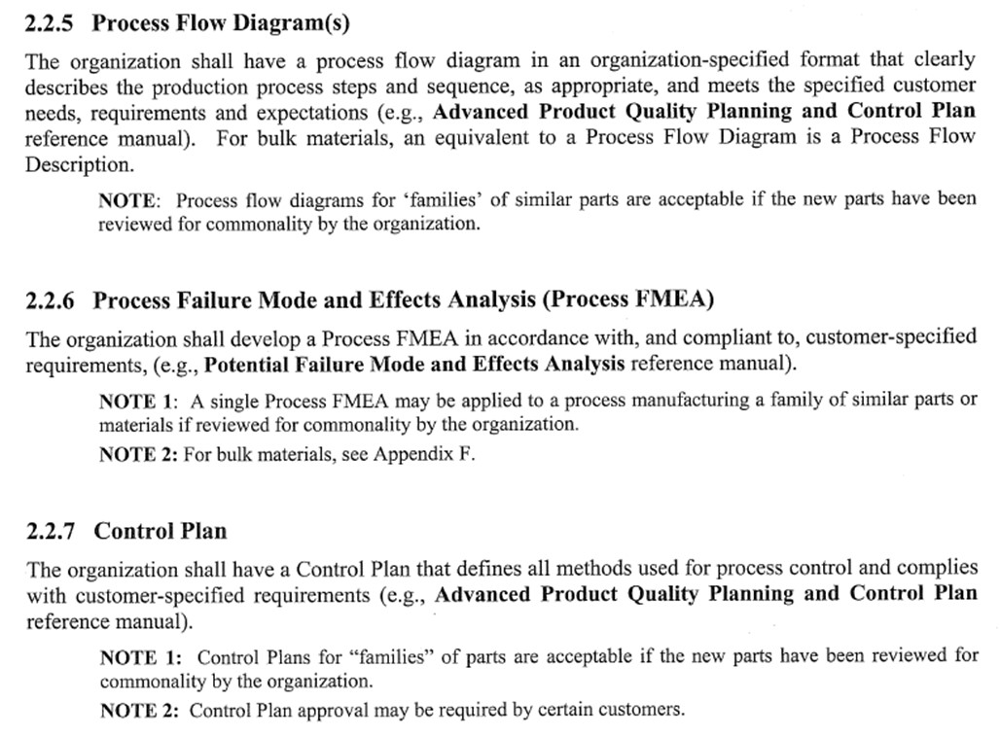 2.2.5 Process Flow Diagram(s)
The organization shall have a process flow diagram in an organization-specified format that clearly
describes the production process steps and sequence, as appropriate, and meets the specified customer
needs, requirements and expectations (e.g., Advanced Product Quality Planning and Control Plan
reference manual). For bulk materials, an equivalent to a Process Flow Diagram is a Process Flow
Description.
NOTE: Process flow diagrams for ‘families’ of similar parts are acceptable if the new parts have been
reviewed for commonality by the organization.
2.2.6 Process Failure Mode and Effects Analysis (Process FMEA)
The organization shall develop a Process FMEA in accordance with, and compliant to, customer-specified
requirements, (e.g., Potential Failure Mode and Effects Analysis reference manual).
NOTE 1: A single Process FMEA may be applied to a process manufacturing a family of similar parts or
materials if reviewed for commonality by the organization.
NOTE 2: For bulk materials, see Appendix F.
2.2.7 Control Plan
The organization shall have a Control Plan that defines all methods used for process control and complies
with customer-specified requirements (e.g., Advanced Product Quality Planning and Control Plan
reference manual).
NOTE 1: Control Plans for “families” of parts are acceptable if the new parts have been reviewed for
commonality by the organization.
NOTE 2: Control Plan approval may be required by certain customers.